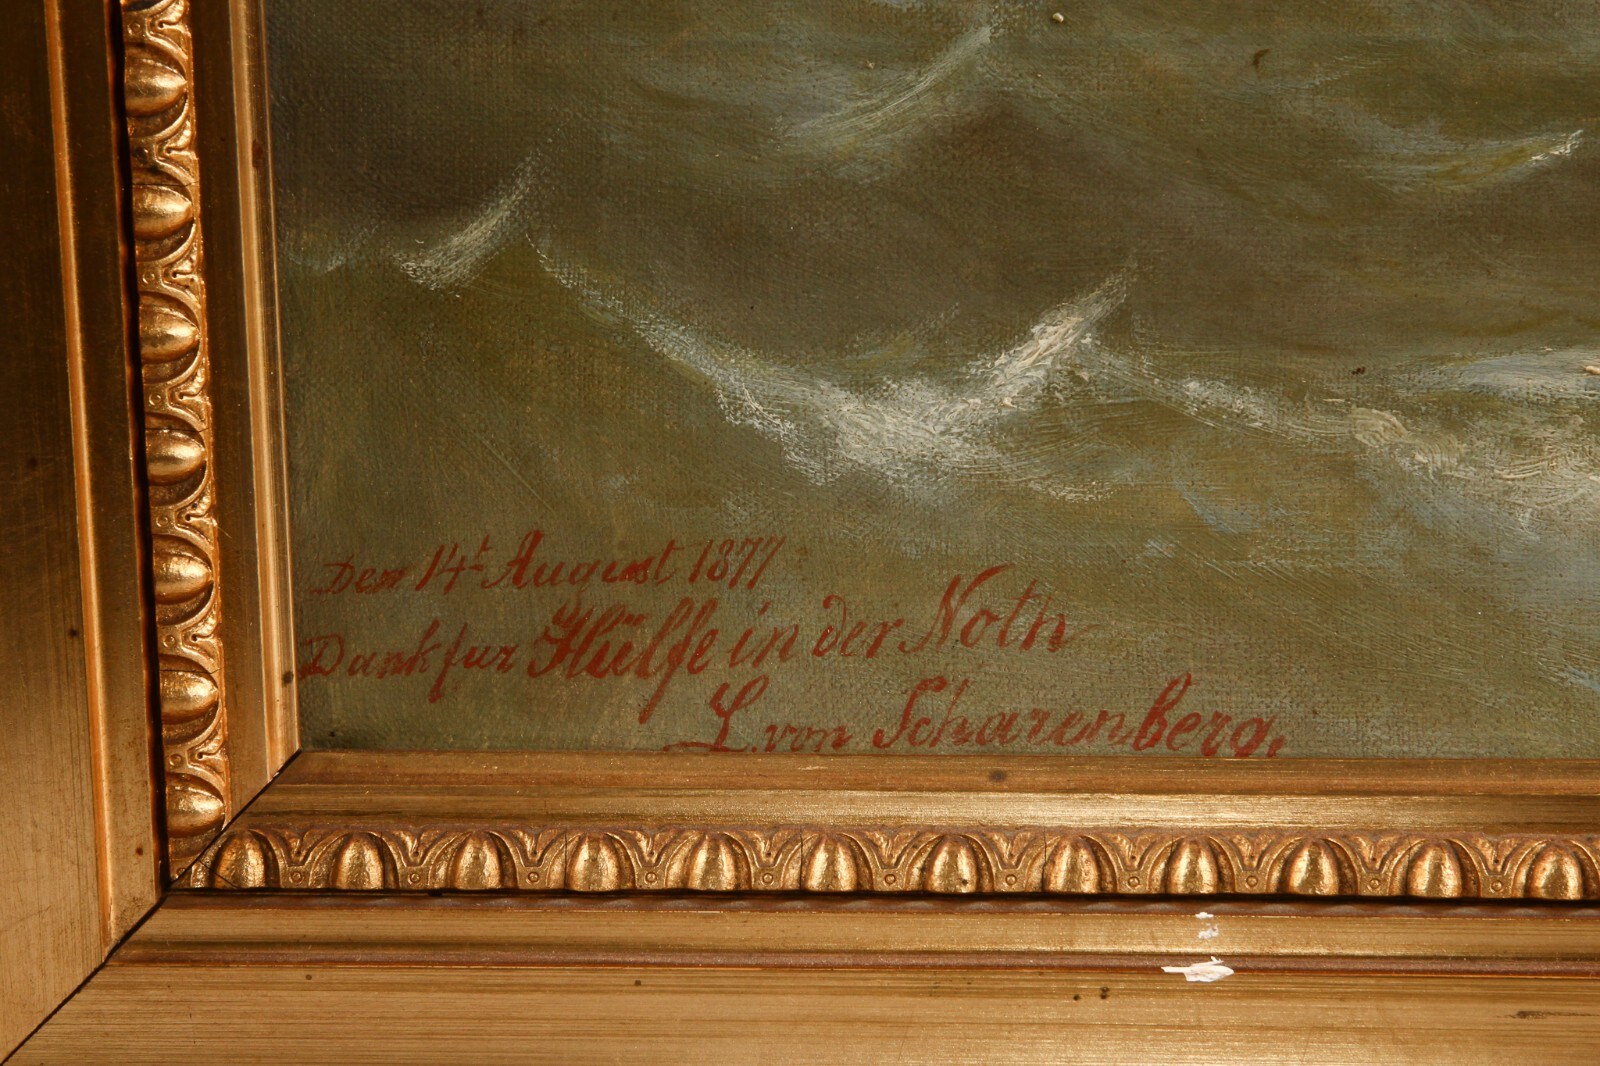 Den 14t August 1877
Dank fur Hülfe in der Noth
L. von Scharenberg.